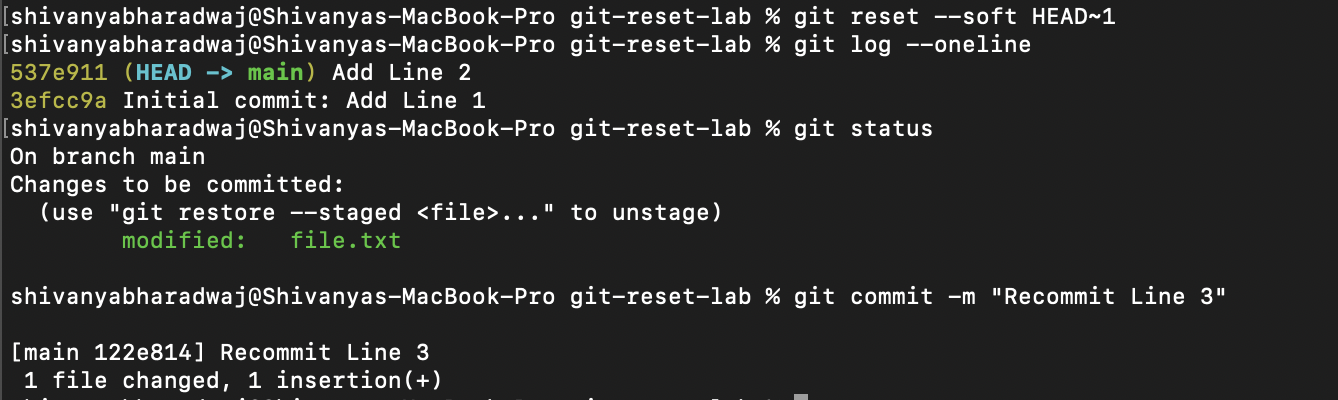 [shivanyabharadwaj@Shivanyas-MacBook-Pro git-reset-lab % git reset --soft HEAD~1
[shivanyabharadwaj@Shivanyas-MacBook-Pro git-reset-lab % git log --oneline
537e911 (HEAD -> main) Add Line 2
3efcc9a Initial commit: Add Line 1
[shivanyabharadwaj@Shivanyas-MacBook-Pro git-reset-lab % git status
On branch main
Changes to be committed:
  (use "git restore --staged <file>..." to unstage)
        modified:   file.txt

shivanyabharadwaj@Shivanyas-MacBook-Pro git-reset-lab % git commit -m "Recommit Line 3"

[main 122e814] Recommit Line 3
 1 file changed, 1 insertion(+)